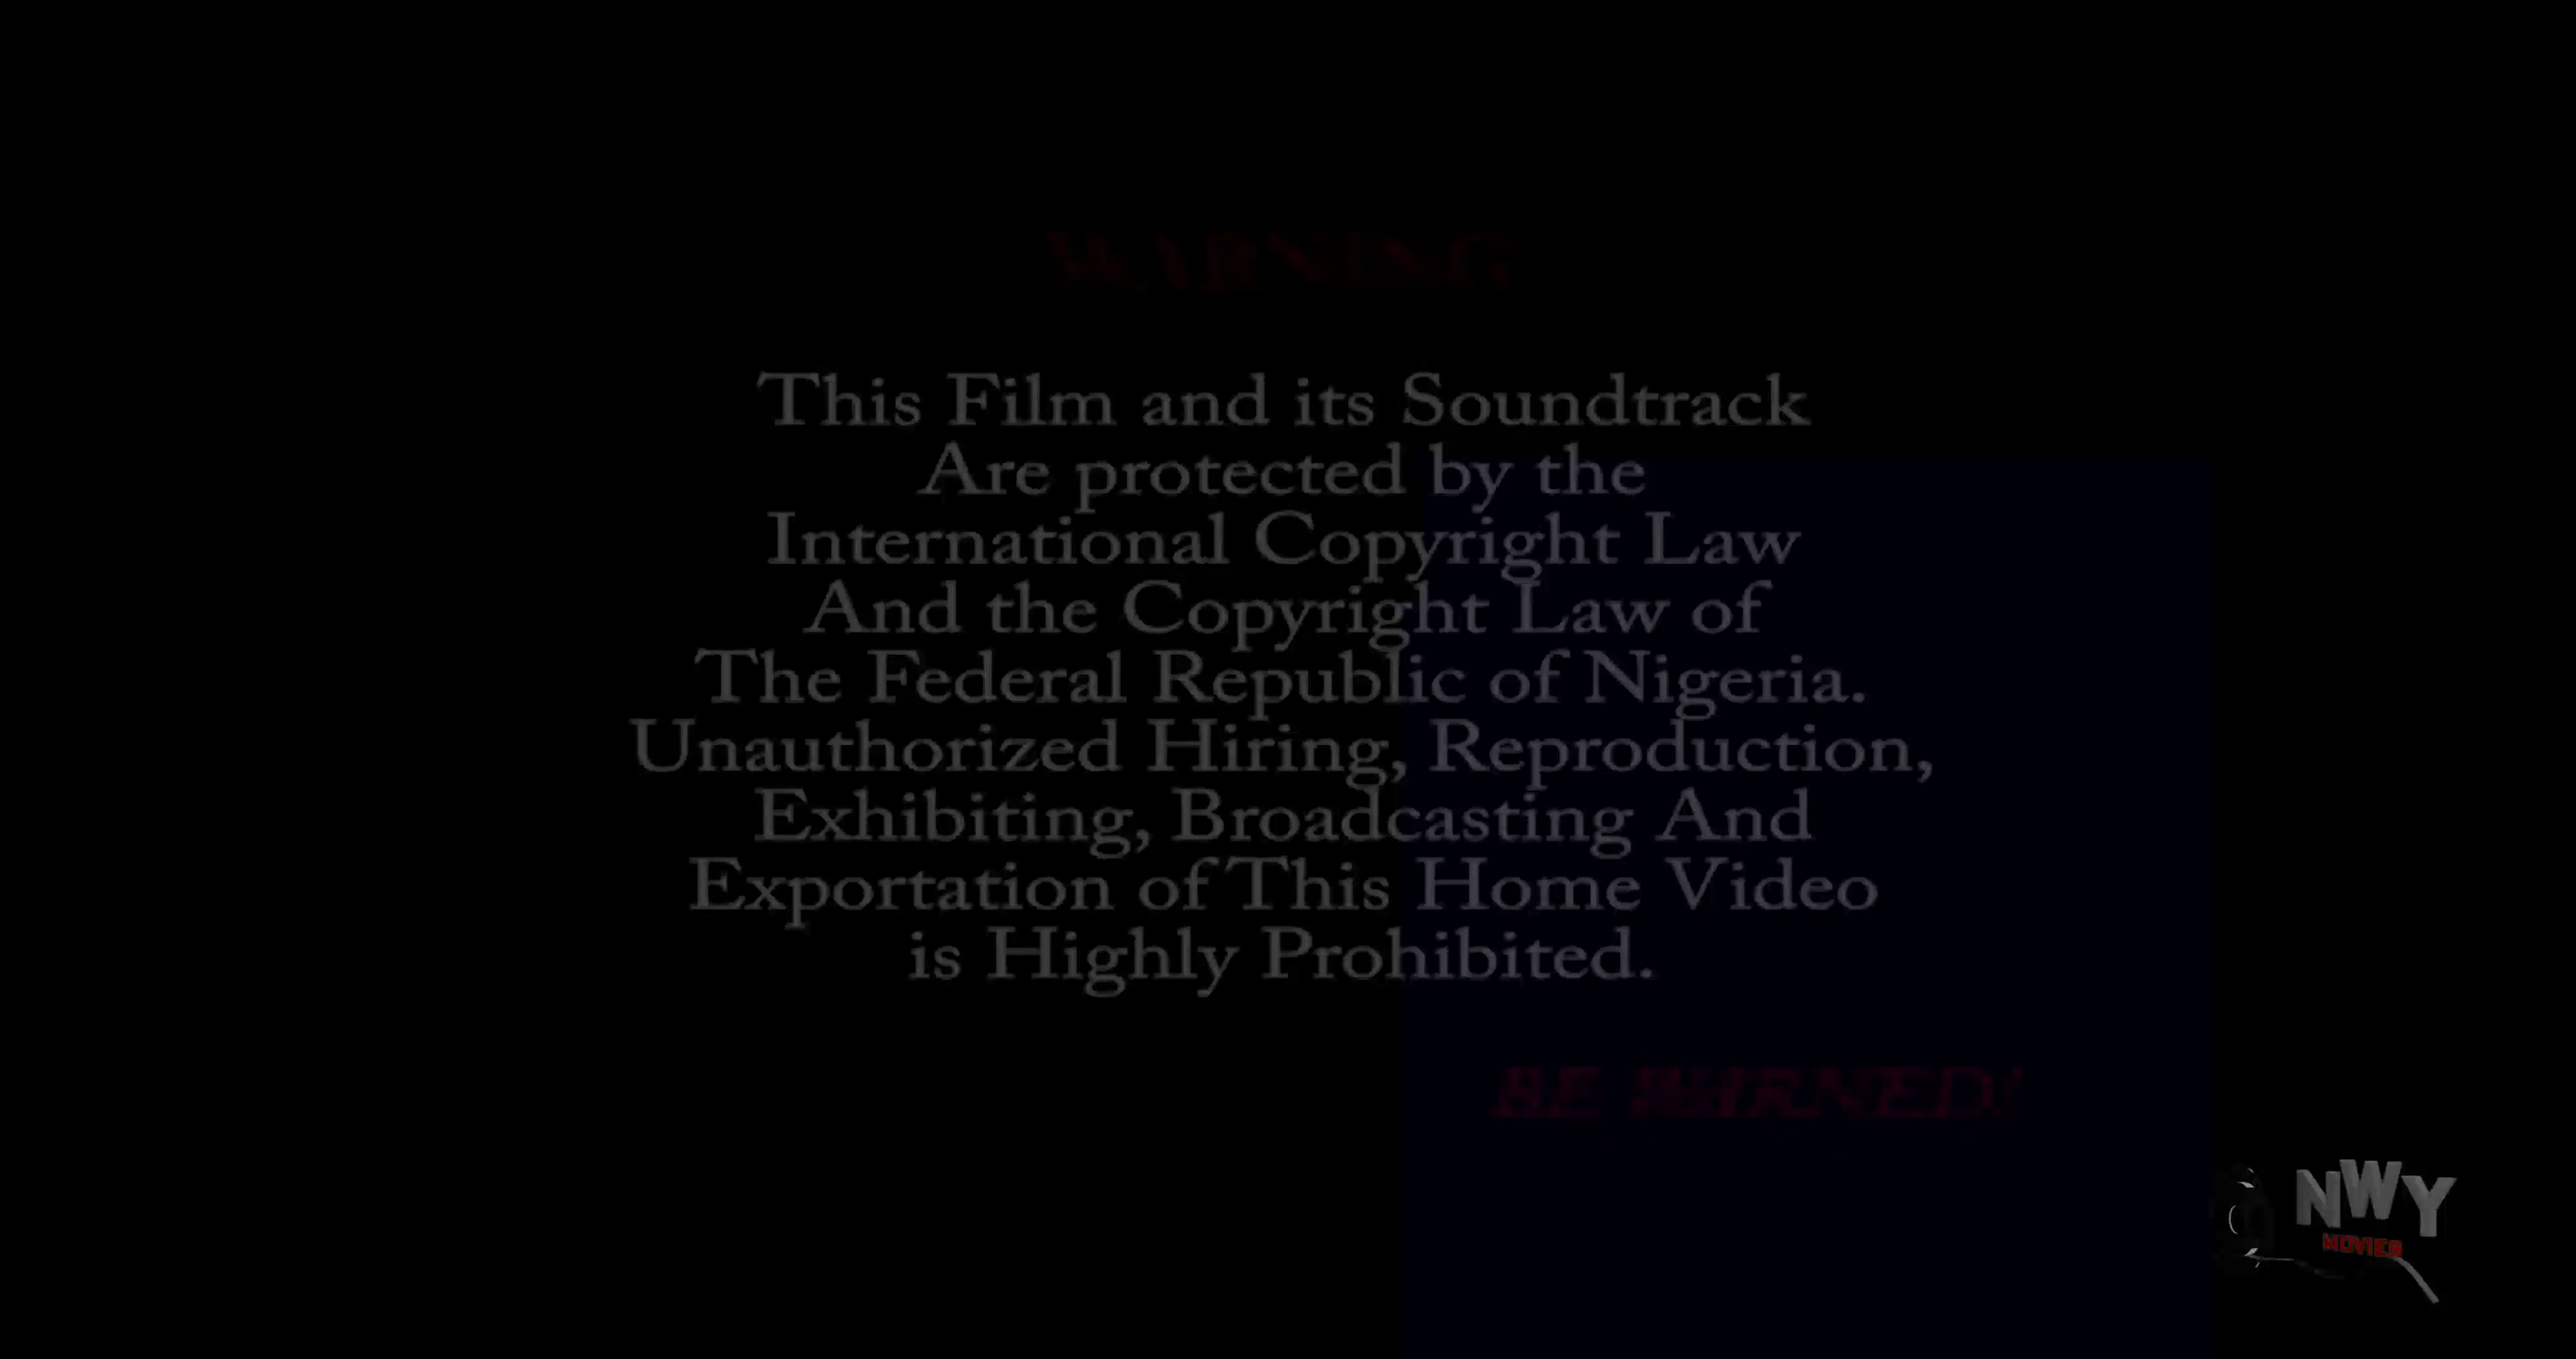 WARNING
This Film and its Soundtrack
Are protected by the
International Copyright Law
And the Copyright Law of
The Federal Republic of Nigeria.
Unauthorized Hiring, Reproduction,
Exhibiting, Broadcasting And
Exportation of This Home Video
is Highly Prohibited.
BE WARNED!
NWY
MOVIES